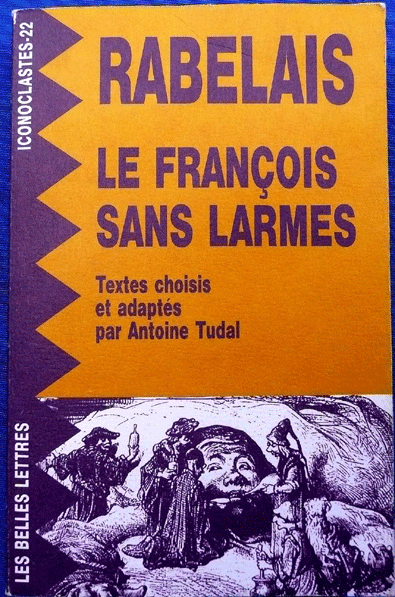 ICONOCLASTES-22
RABELAIS
LE FRANÇOIS
SANS LARMES
Textes choisis
et adaptés
par Antoine Tudal
LES BELLES LETTRES